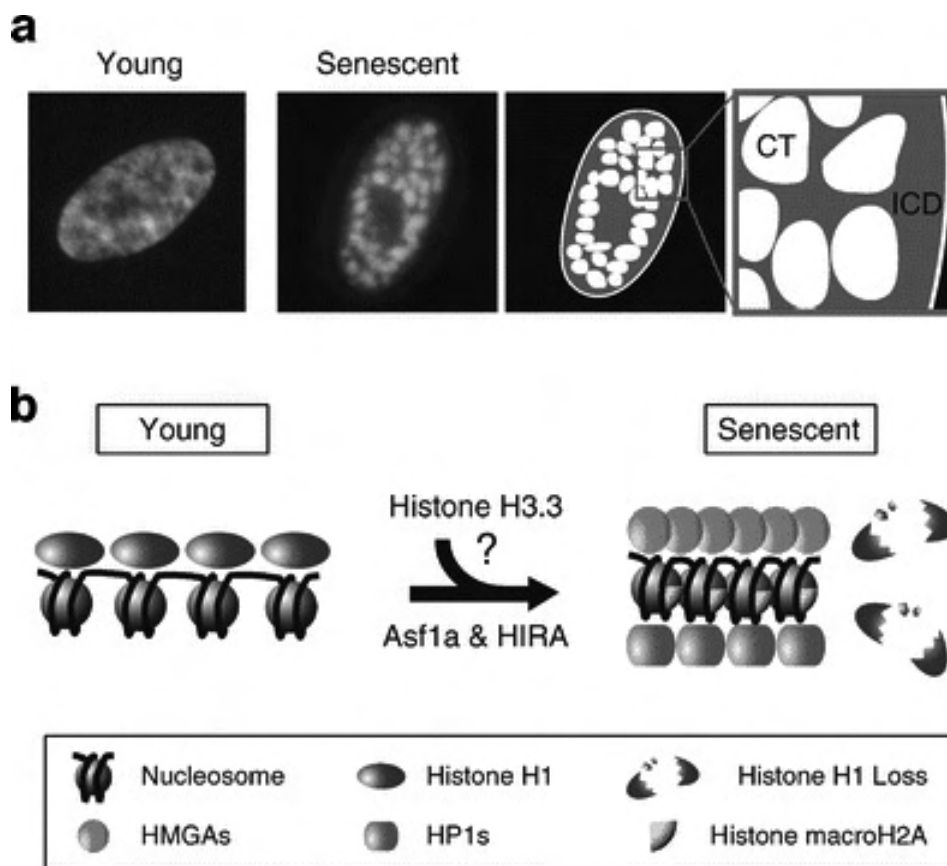 a
Young Senescent
CT
ICD
b
Young Senescent
Histone H3.3
?
Asf1a & HIRA
Nucleosome Histone H1 Histone H1 Loss
HMGAs HP1s Histone macroH2A